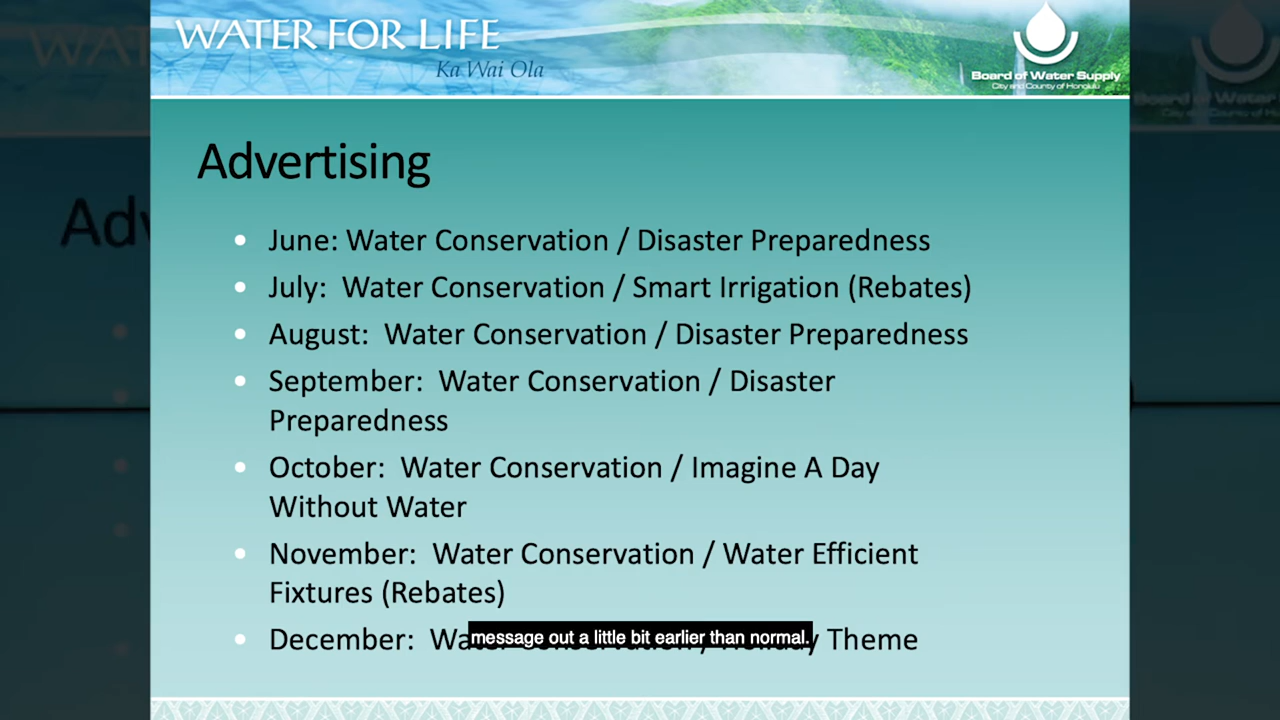 WATER FOR LIFE
Ka Wai Ola
Board of Water Supply
City and County of Honolulu
Advertising
• June: Water Conservation / Disaster Preparedness
• July: Water Conservation / Smart Irrigation (Rebates)
• August: Water Conservation / Disaster Preparedness
• September: Water Conservation / Disaster
Preparedness
• October: Water Conservation / Imagine A Day
Without Water
• November: Water Conservation / Water Efficient
Fixtures (Rebates)
• December: Water Conservation / Holiday Theme
message out a little bit earlier than normal.